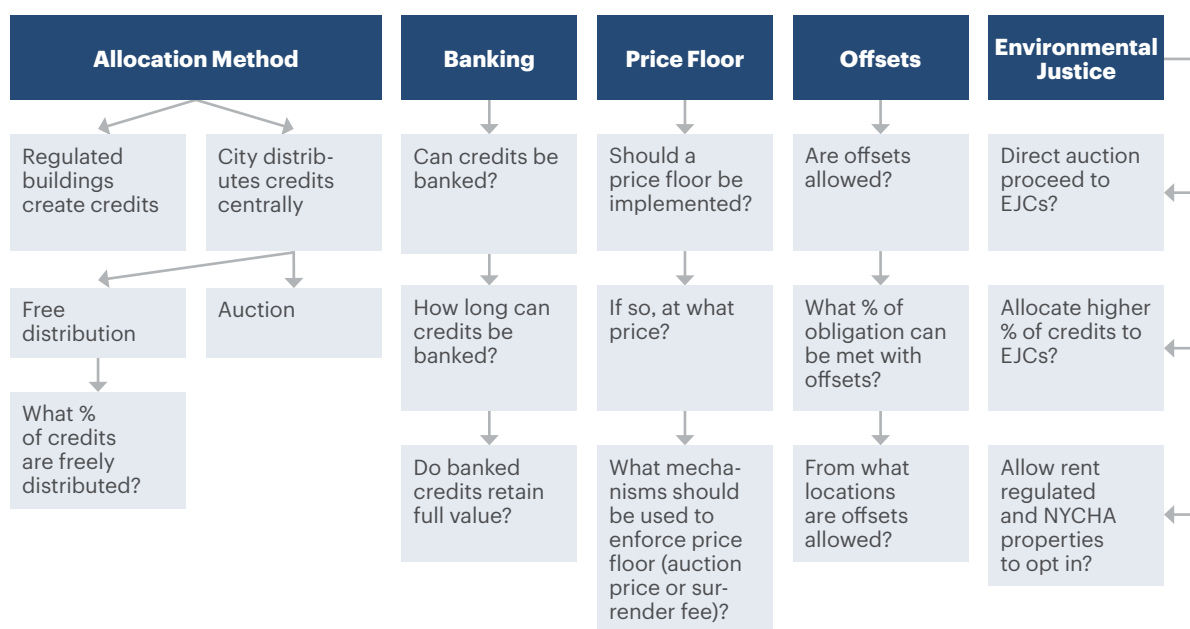 Allocation Method
Regulated
buildings
create credits
City distrib-
utes credits
centrally
Free
distribution
Auction
What %
of credits
are freely
distributed?
Banking
Can credits be
banked?
How long can
credits be
banked?
Do banked
credits retain
full value?
Price Floor
Should a
price floor be
implemented?
If so, at what
price?
What mecha-
nisms should
be used to
enforce price
floor (auction
price or sur-
render fee)?
Offsets
Are offsets
allowed?
What % of
obligation can
be met with
offsets?
From what
locations
are offsets
allowed?
Environmental
Justice
Direct auction
proceed to
EJCs?
Allocate higher
% of credits to
EJCs?
Allow rent
regulated
and NYCHA
properties
to opt in?